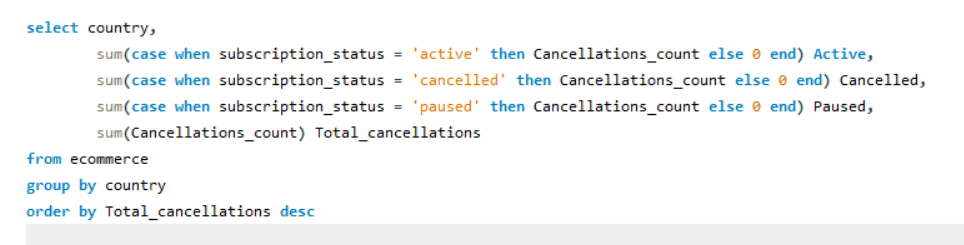 select country,
sum(case when subscription_status = 'active' then Cancellations_count else 0 end) Active,
sum(case when subscription_status = 'cancelled' then Cancellations_count else 0 end) Cancelled,
sum(case when subscription_status = 'paused' then Cancellations_count else 0 end) Paused,
sum(Cancellations_count) Total_cancellations
from ecommerce
group by country
order by Total_cancellations desc